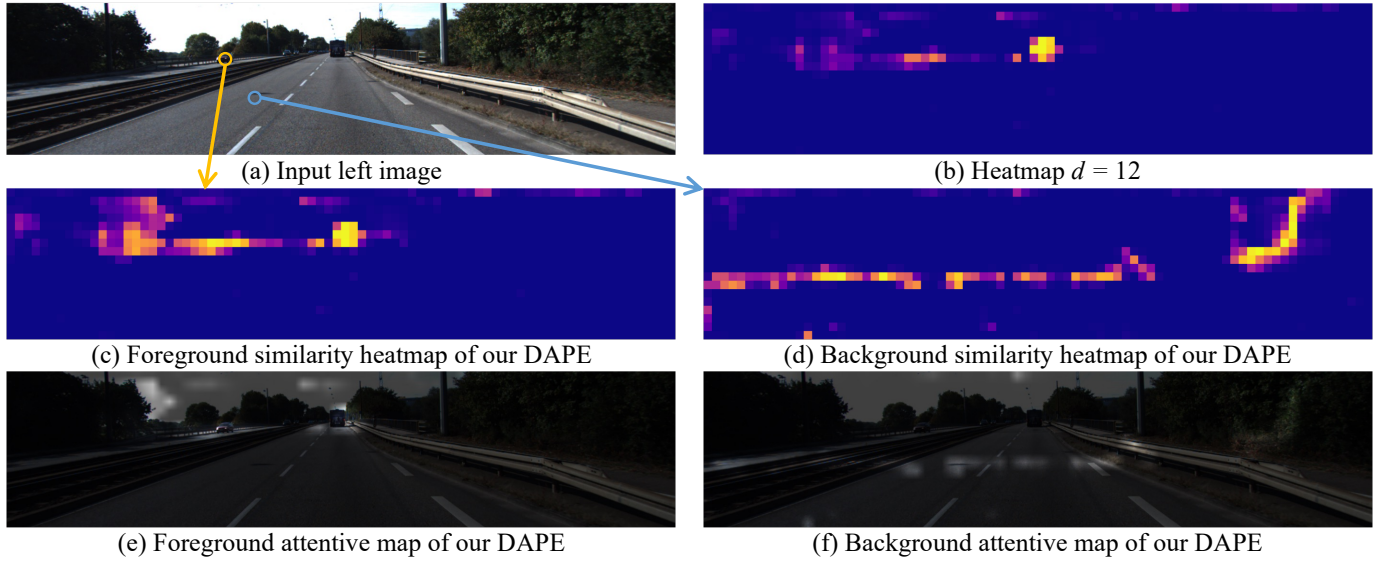 (a) Input left image
(b) Heatmap d = 12
(c) Foreground similarity heatmap of our DAPE
(d) Background similarity heatmap of our DAPE
(e) Foreground attentive map of our DAPE
(f) Background attentive map of our DAPE